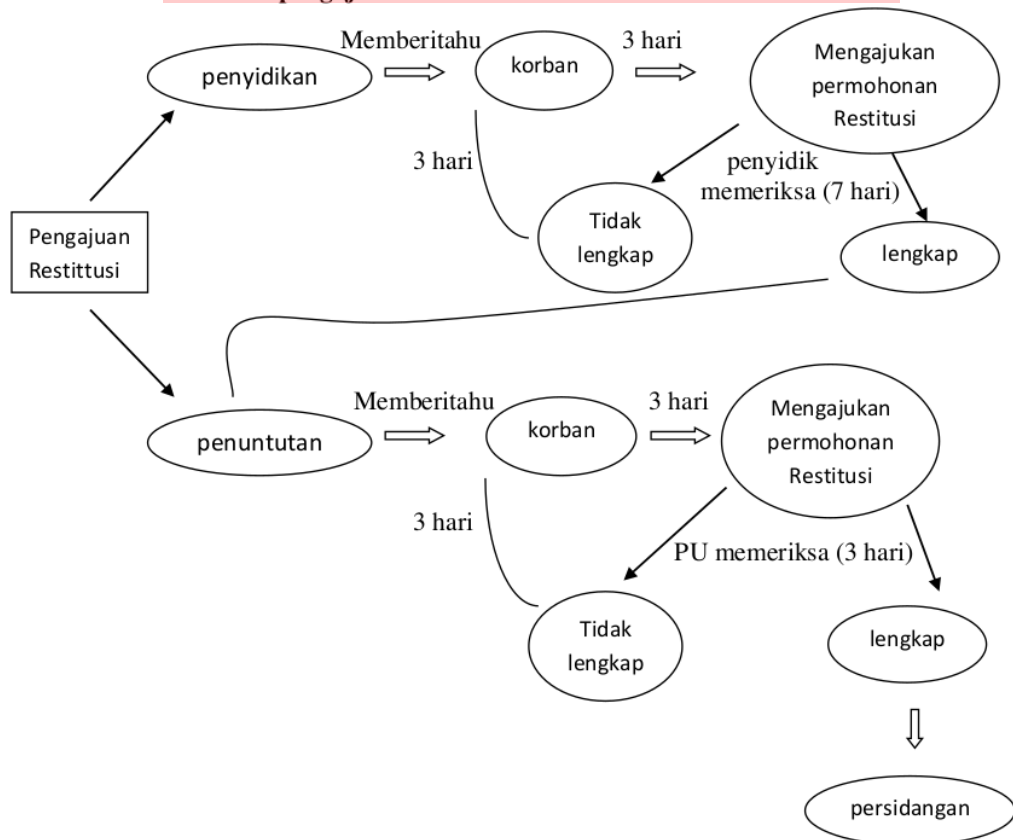 Memberitahu
3 hari
penyidikan
korban
Mengajukan
permohonan
Restitusi
3 hari
penyidik
memeriksa (7 hari)
Tidak
lengkap
lengkap
Pengajuan
Restittusi
Memberitahu
3 hari
penuntutan
korban
Mengajukan
permohonan
Restitusi
3 hari
PU memeriksa (3 hari)
Tidak
lengkap
lengkap
persidangan